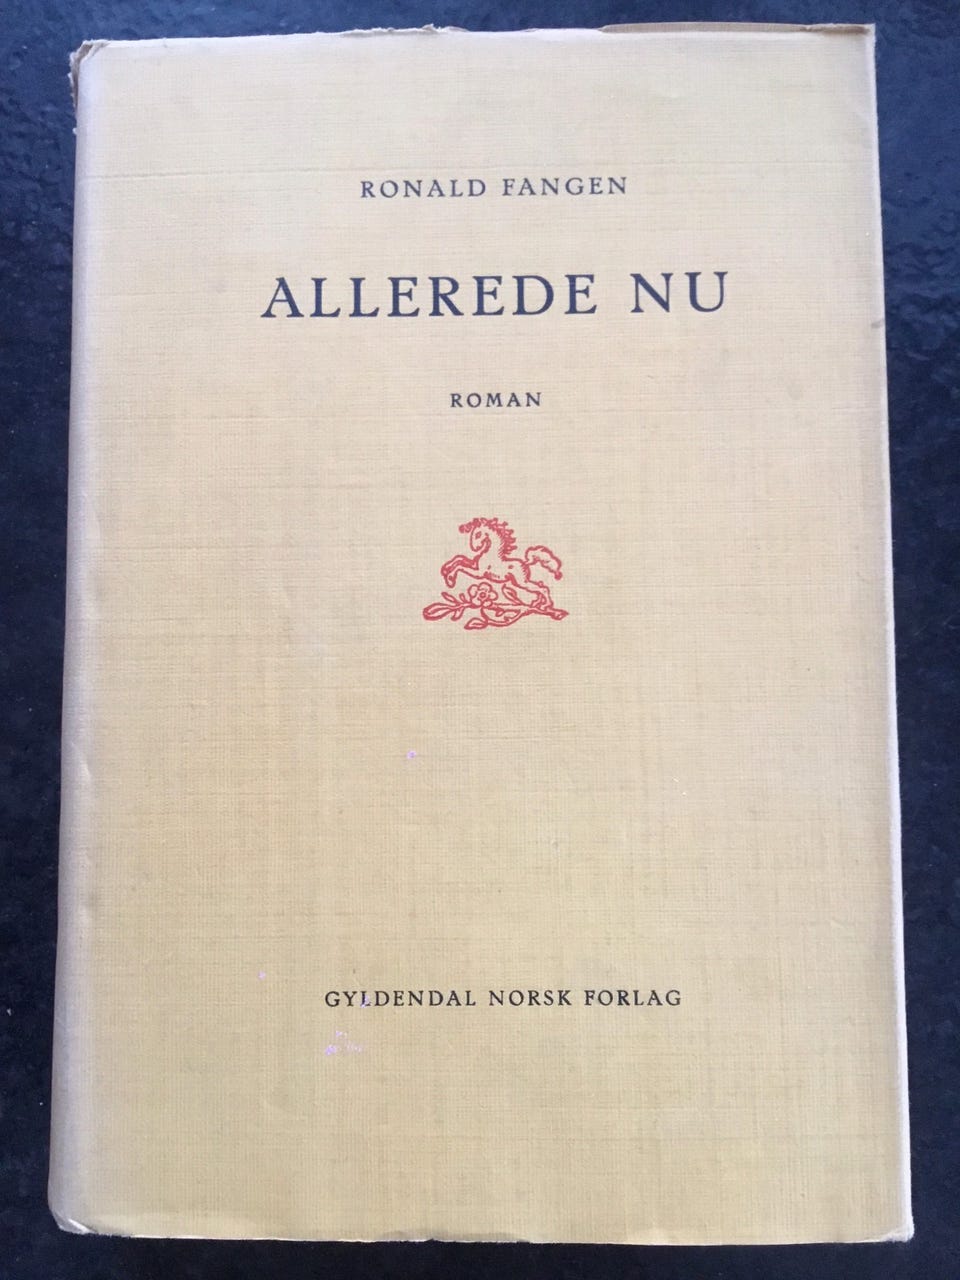 RONALD FANGEN
ALLEREDE NU
ROMAN
GYLDENDAL NORSK FORLAG